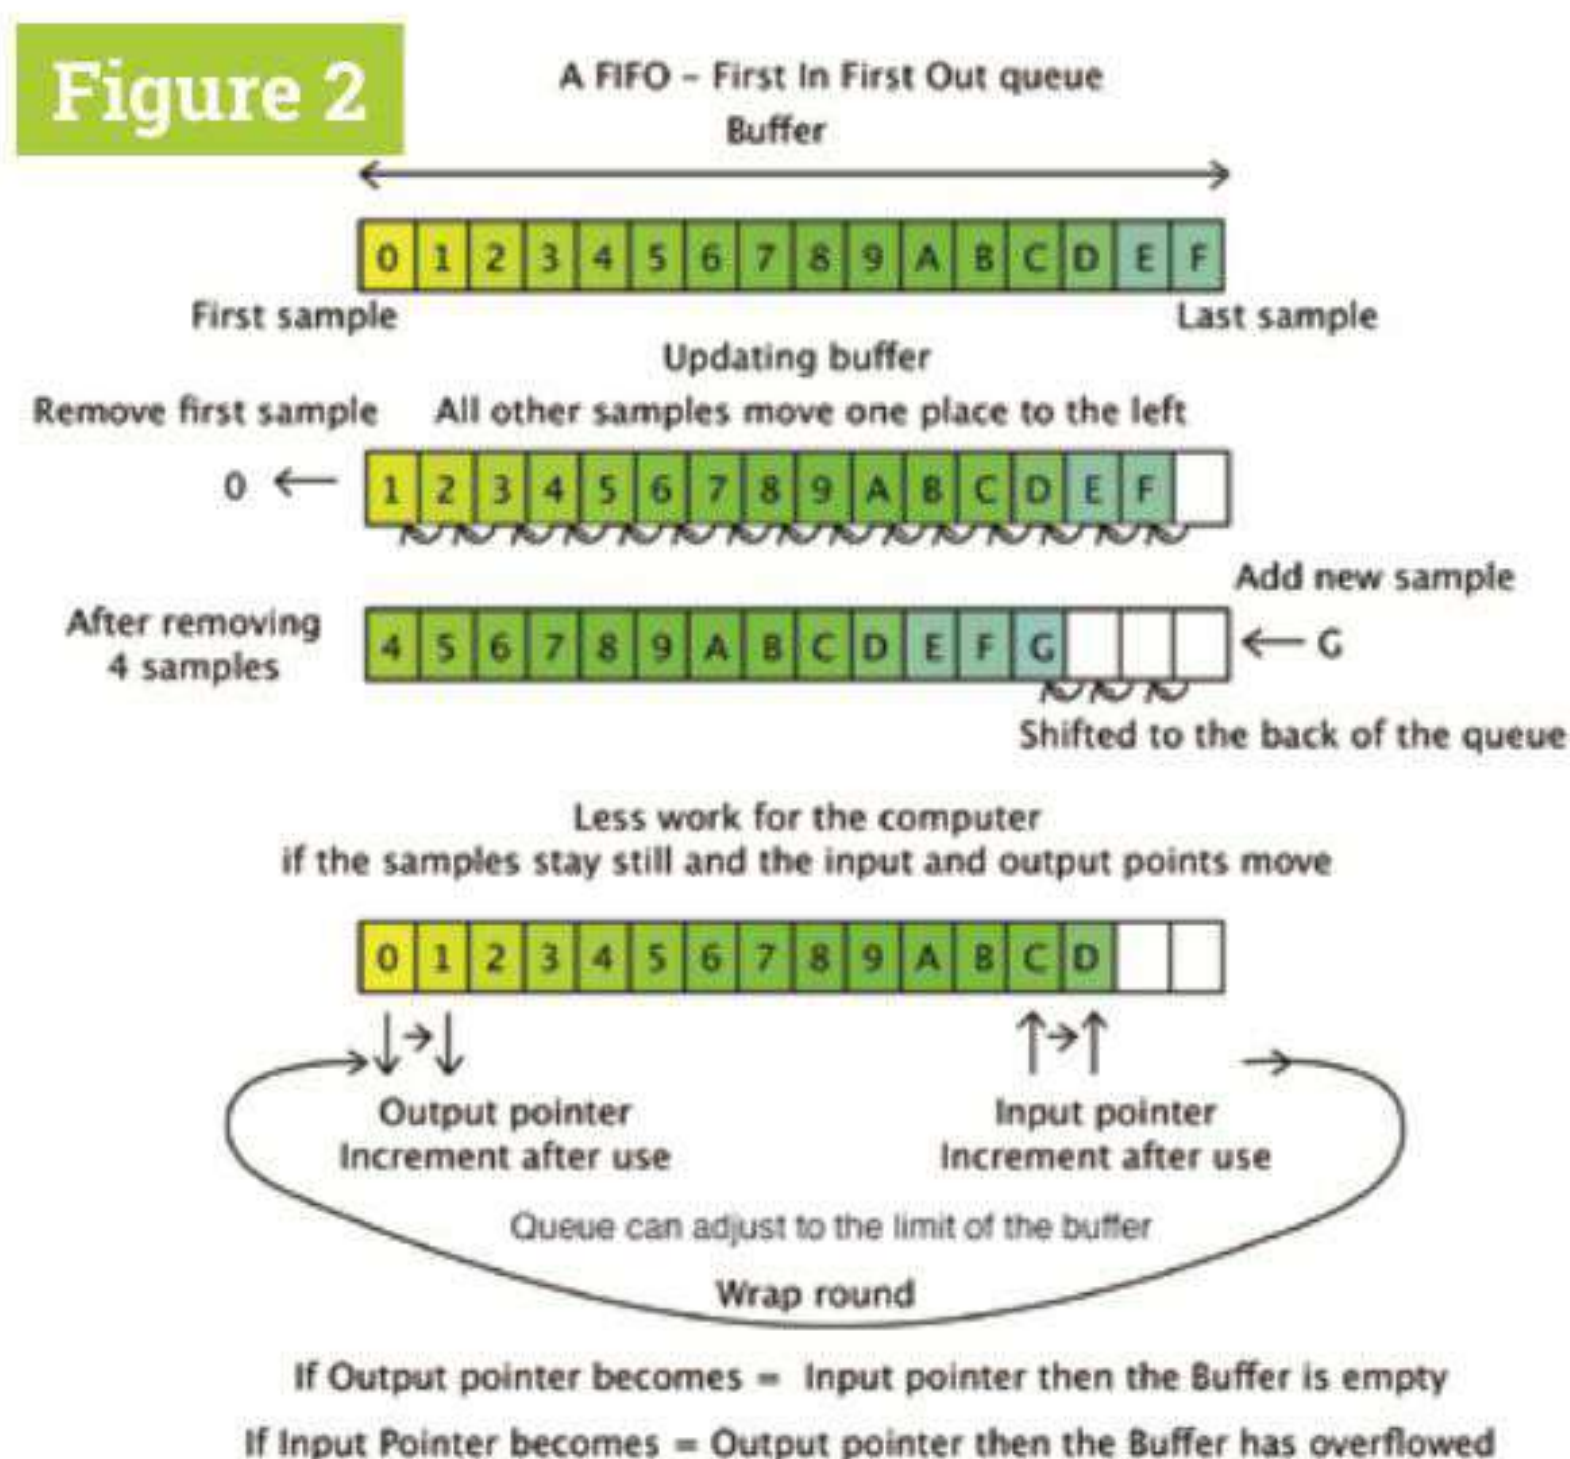 Figure 2
A FIFO – First In First Out queue
Buffer
0 1 2 3 4 5 6 7 8 9 A B C D E F
First sample
Last sample
Updating buffer
Remove first sample
All other samples move one place to the left
0
1 2 3 4 5 6 7 8 9 A B C D E F
Add new sample
After removing
4 samples
4 5 6 7 8 9 A B C D E F G
G
Shifted to the back of the queue
Less work for the computer
if the samples stay still and the input and output points move
0 1 2 3 4 5 6 7 8 9 A B C D
Output pointer
Increment after use
Input pointer
Increment after use
Queue can adjust to the limit of the buffer
Wrap round
If Output pointer becomes = Input pointer then the Buffer is empty
If Input Pointer becomes = Output pointer then the Buffer has overflowed